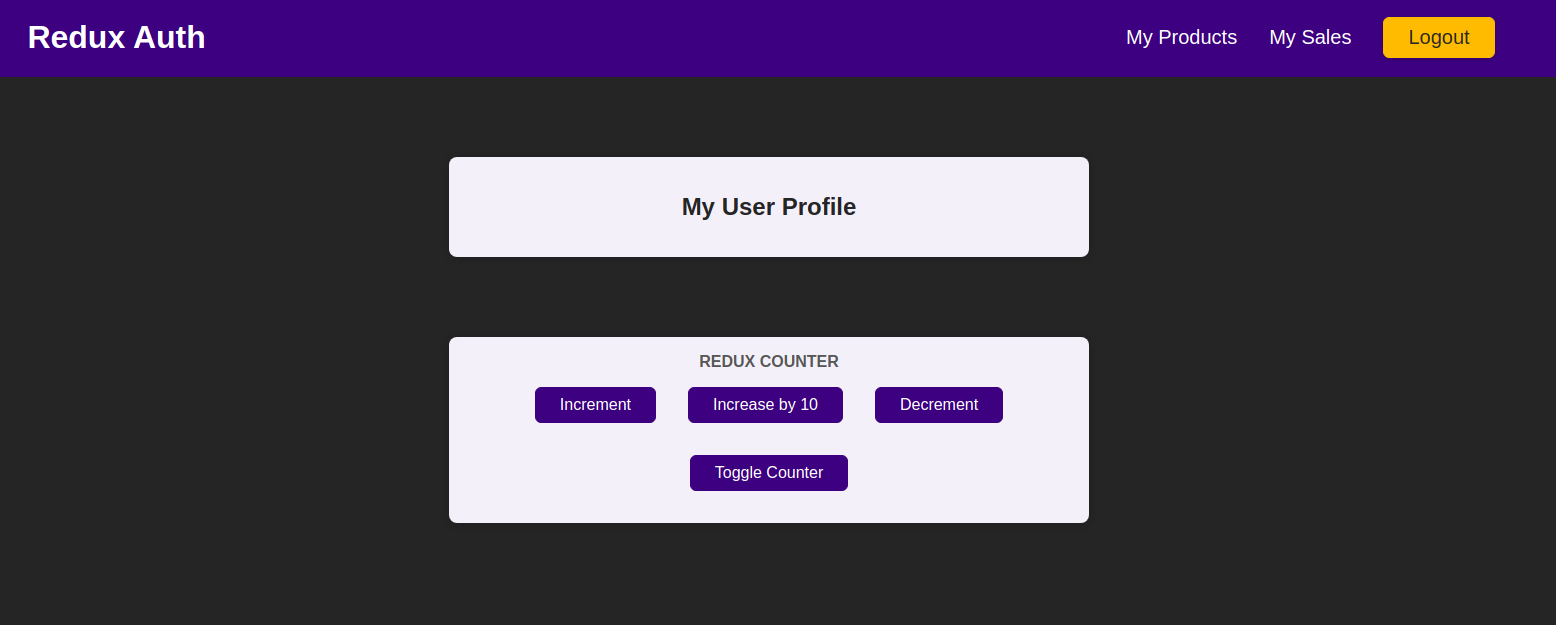 Redux Auth My Products My Sales Logout
My User Profile
REDUX COUNTER
Increment Increase by 10 Decrement
Toggle Counter